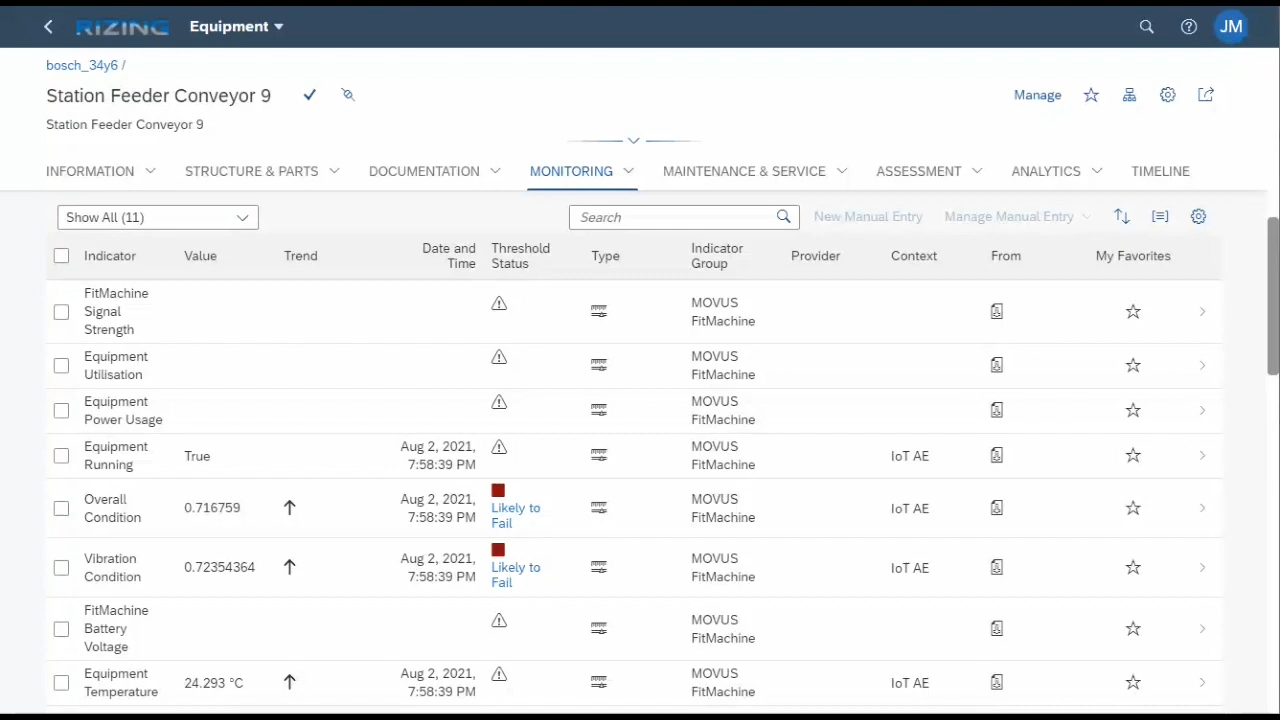 RIZING
Equipment
JM
bosch_34y6 /
Station Feeder Conveyor 9
Manage
Station Feeder Conveyor 9
INFORMATION
STRUCTURE & PARTS
DOCUMENTATION
MONITORING
MAINTENANCE & SERVICE
ASSESSMENT
ANALYTICS
TIMELINE
Show All (11)
Search
New Manual Entry
Manage Manual Entry
Indicator
Value
Trend
Date and
Time
Threshold
Status
Type
Indicator
Group
Provider
Context
From
My Favorites
FitMachine
Signal
Strength
MOVUS
FitMachine
Equipment
Utilisation
MOVUS
FitMachine
Equipment
Power Usage
MOVUS
FitMachine
Equipment
Running
True
Aug 2, 2021,
7:58:39 PM
MOVUS
FitMachine
IoT AE
Overall
Condition
0.716759
Aug 2, 2021,
7:58:39 PM
Likely to
Fail
MOVUS
FitMachine
IoT AE
Vibration
Condition
0.72354364
Aug 2, 2021,
7:58:39 PM
Likely to
Fail
MOVUS
FitMachine
IoT AE
FitMachine
Battery
Voltage
MOVUS
FitMachine
Equipment
Temperature
24.293 °C
Aug 2, 2021,
7:58:39 PM
MOVUS
FitMachine
IoT AE